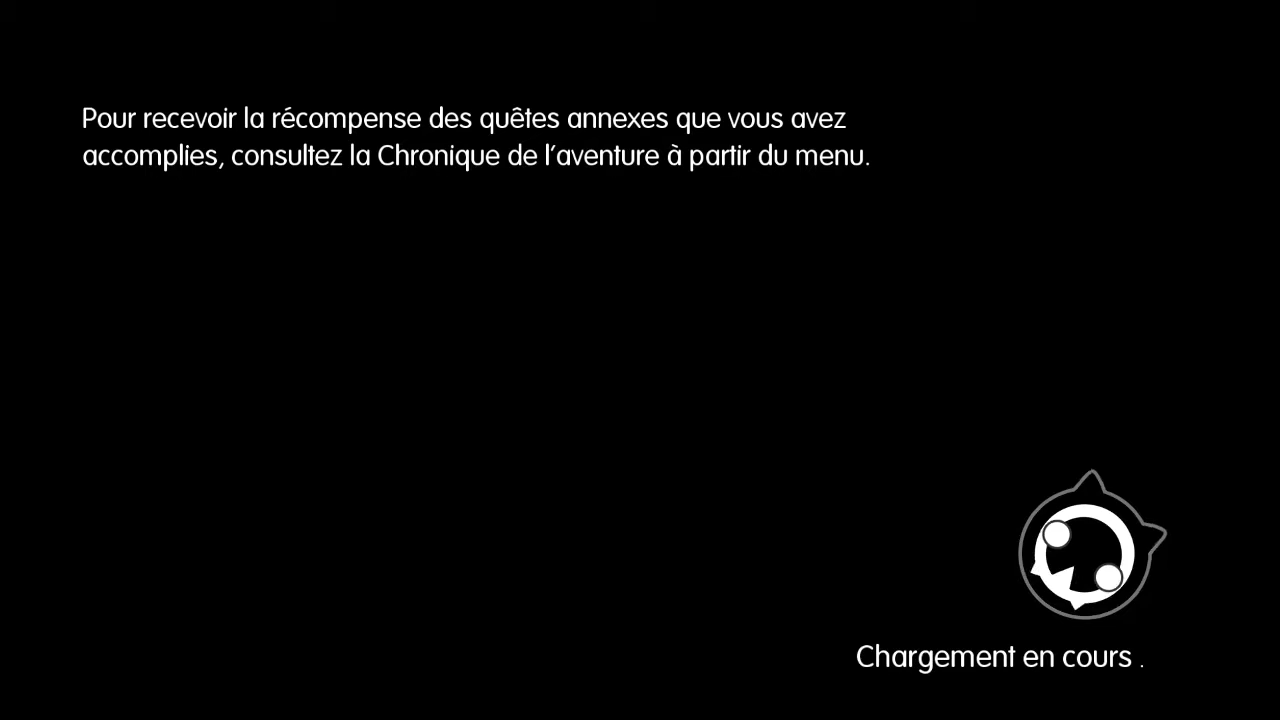 Pour recevoir la récompense des quêtes annexes que vous avez
accomplies, consultez la Chronique de l'aventure à partir du menu.
Chargement en cours .